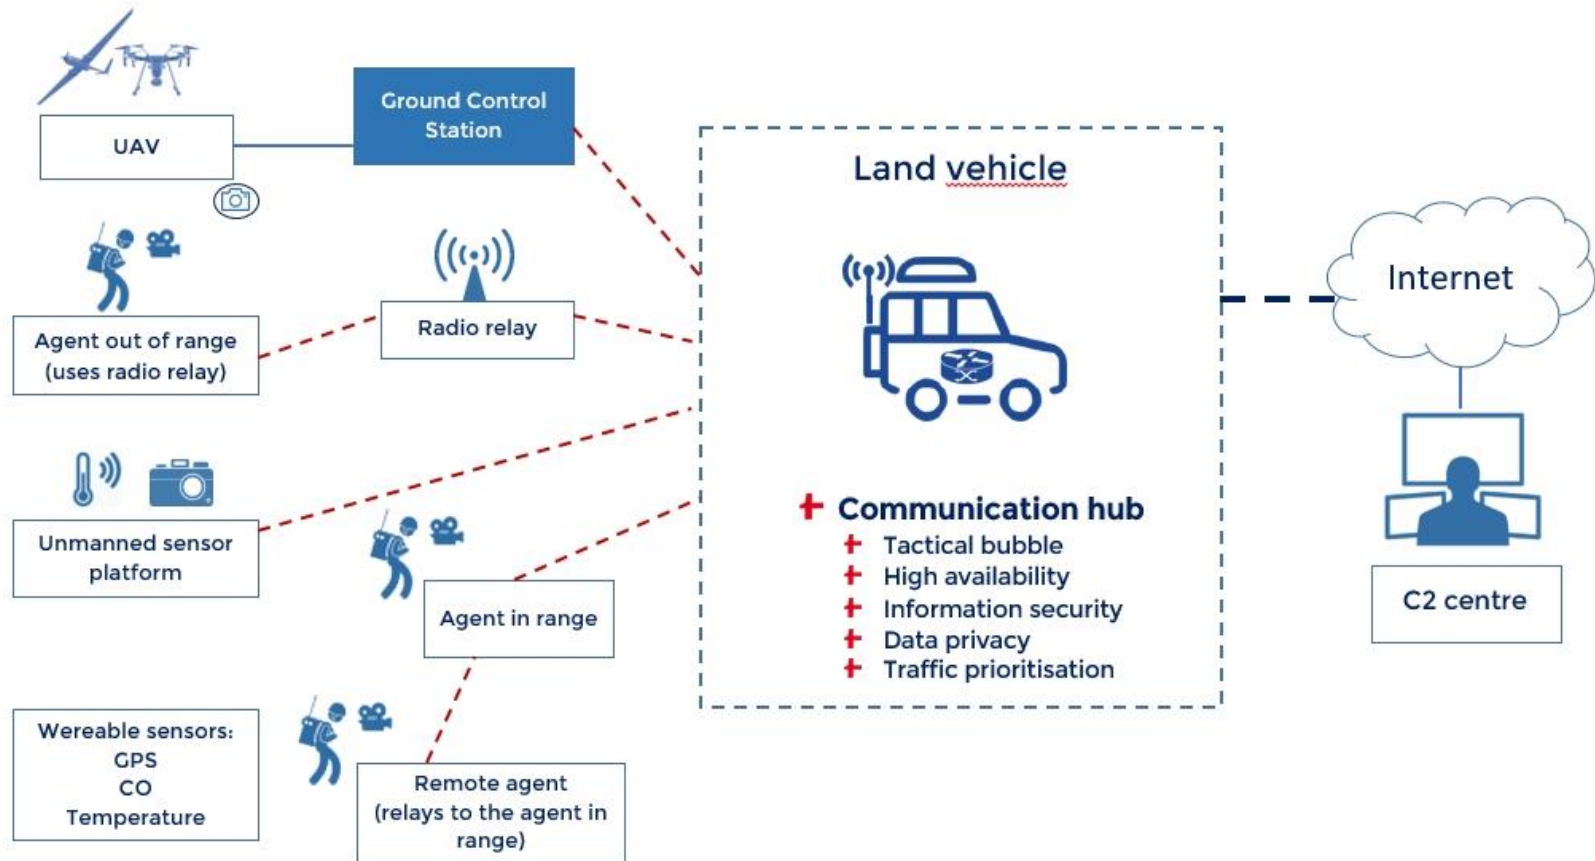 UAV
Ground Control
Station
Agent out of range
(uses radio relay)
Radio relay
Unmanned sensor
platform
Agent in range
Wereable sensors:
GPS
CO
Temperature
Remote agent
(relays to the agent in
range)
Land vehicle
+ Communication hub
+ Tactical bubble
+ High availability
+ Information security
+ Data privacy
+ Traffic prioritisation
Internet
C2 centre